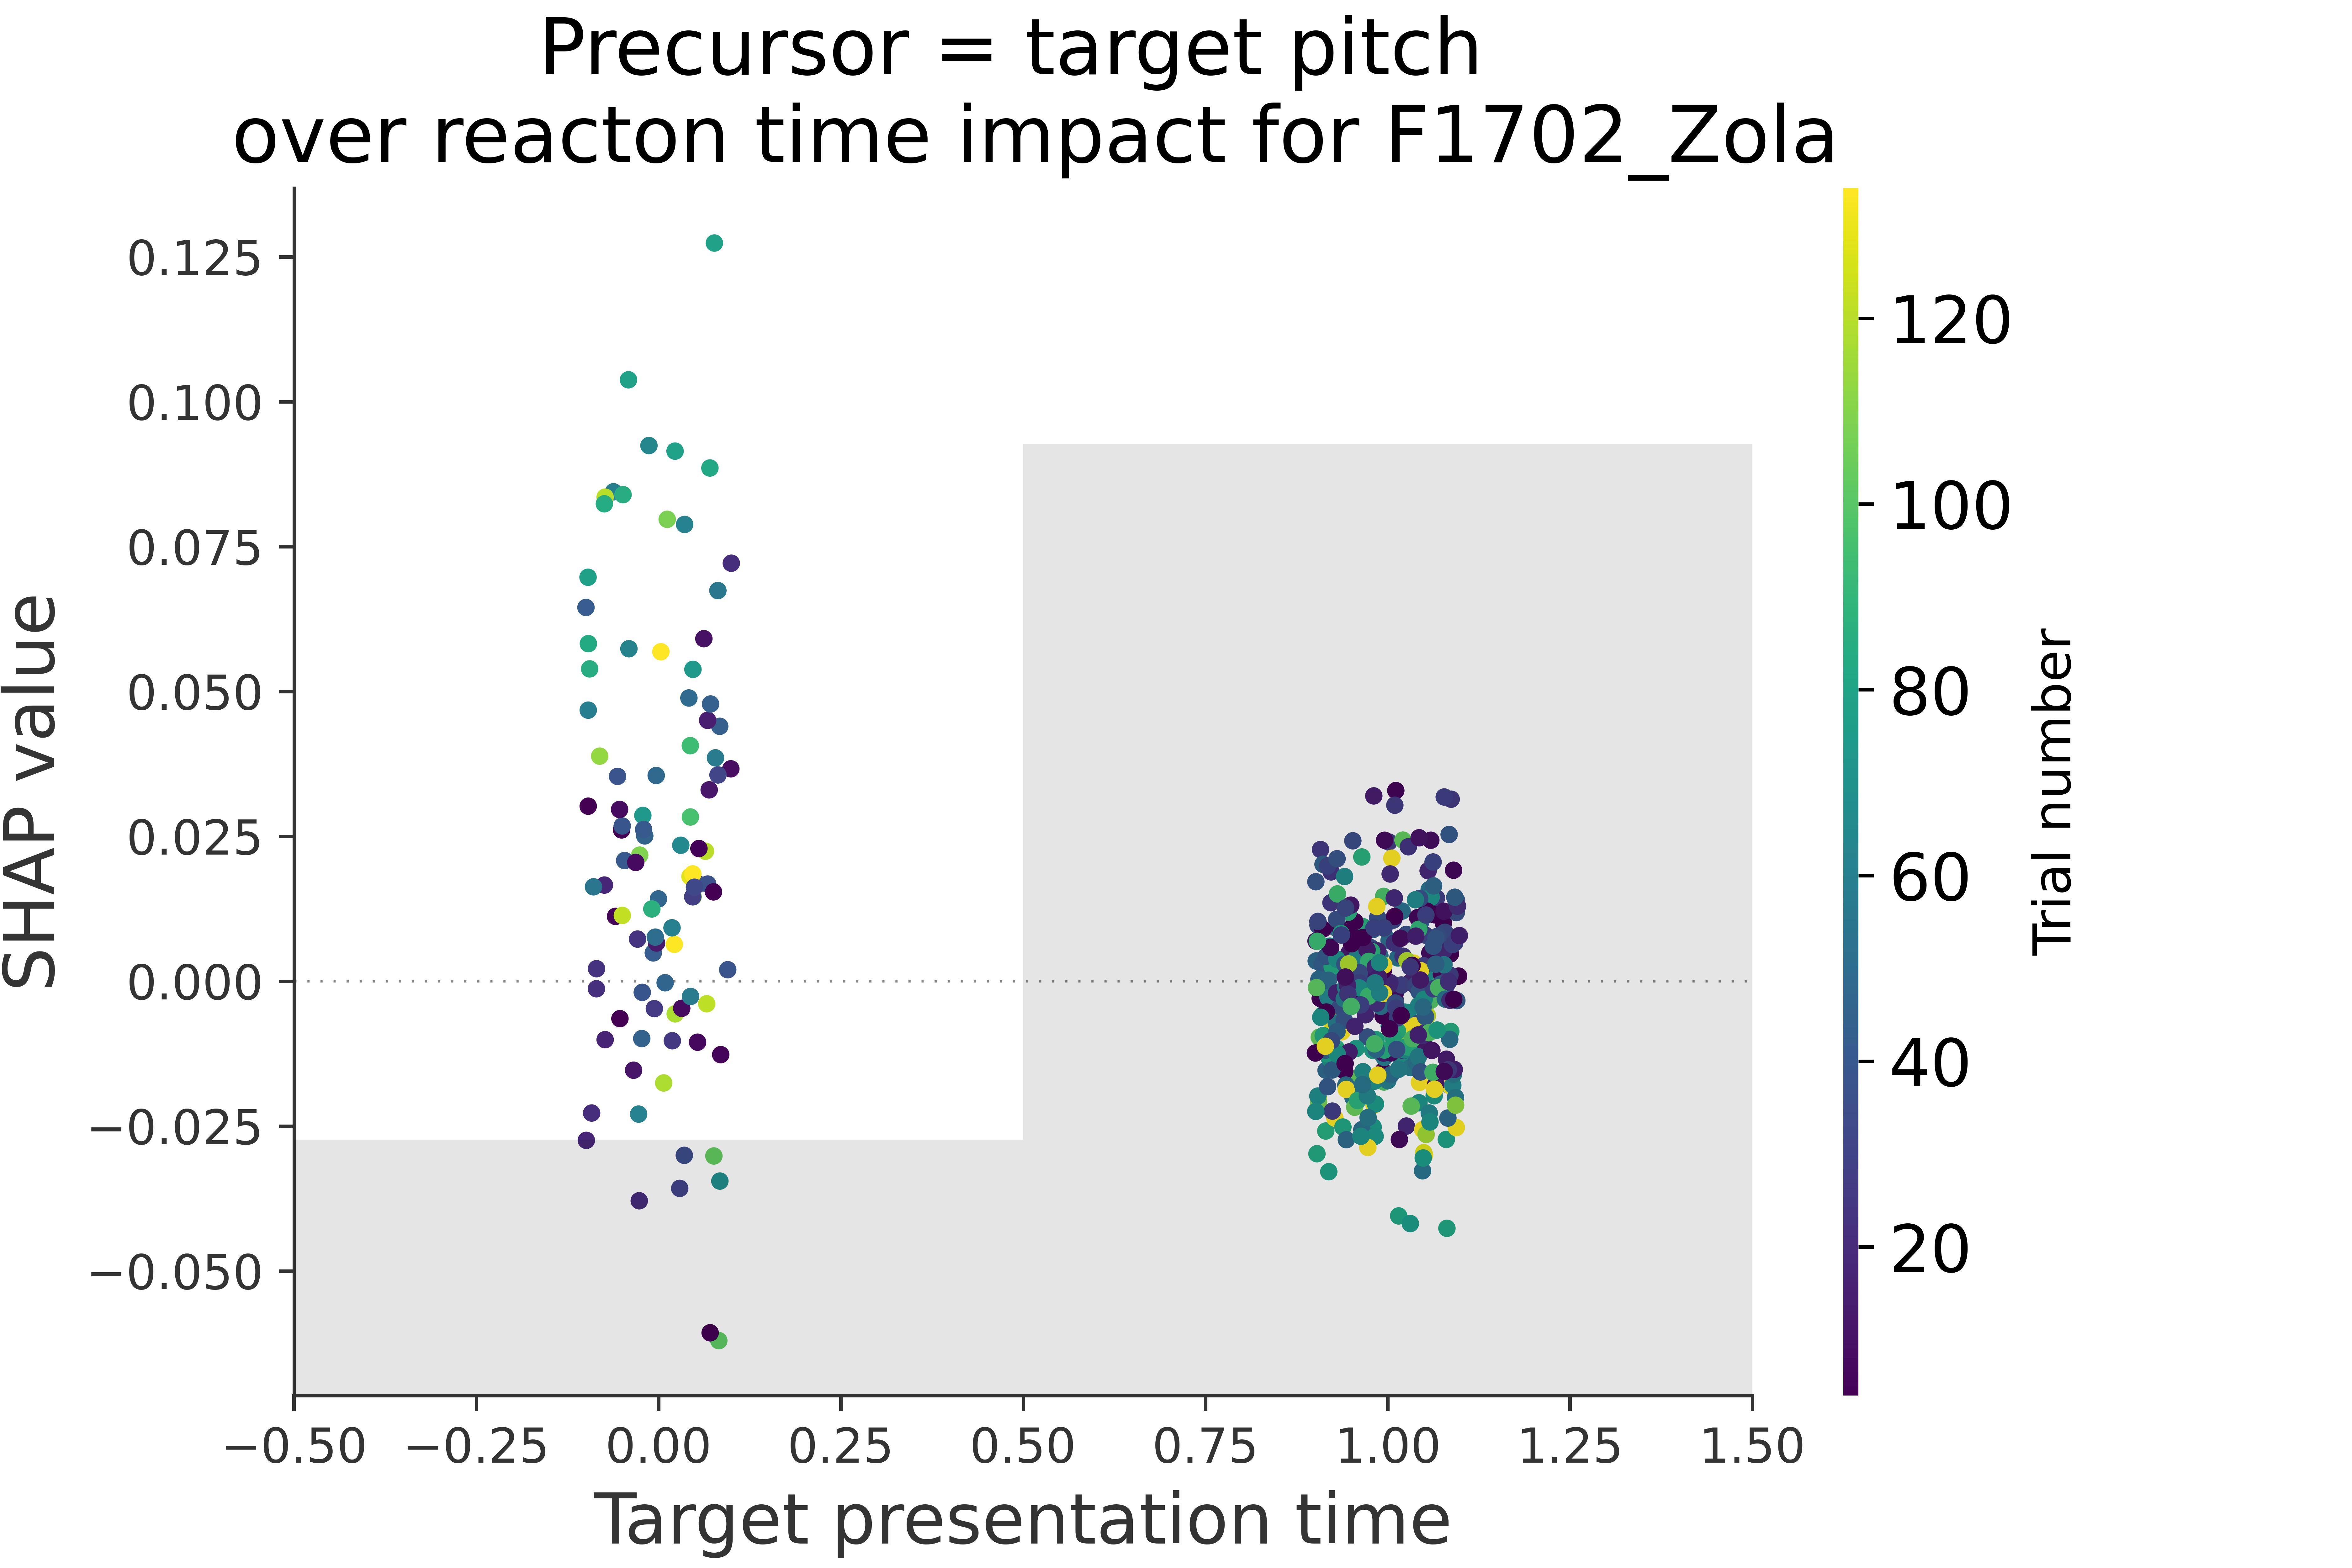 Precursor = target pitch
over reacton time impact for F1702_Zola
SHAP value
0.125
0.100
0.075
0.050
0.025
0.000
−0.025
−0.050
−0.50 −0.25 0.00 0.25 0.50 0.75 1.00 1.25 1.50
Target presentation time
120
100
80
60
40
20
Trial number